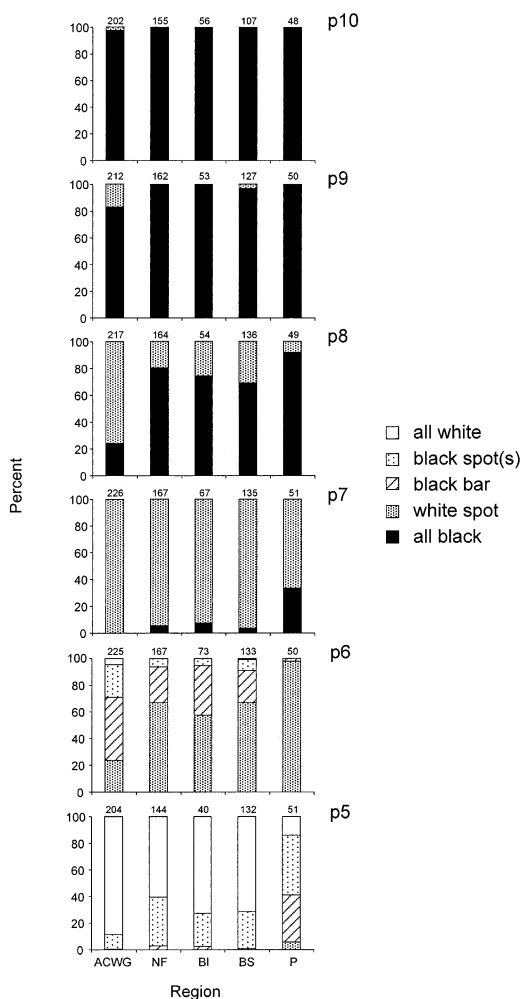 202 155 56 107 48 p10
100
80
60
40
20
0
212 162 53 127 50 p9
100
80
60
40
20
0
217 164 54 136 49 p8
100
80
60
40
20
0
all white
black spot(s)
black bar
white spot
all black
Percent
226 167 67 135 51 p7
100
80
60
40
20
0
225 167 73 133 50 p6
100
80
60
40
20
0
204 144 40 132 51 p5
100
80
60
40
20
0
ACWG NF BI BS P
Region